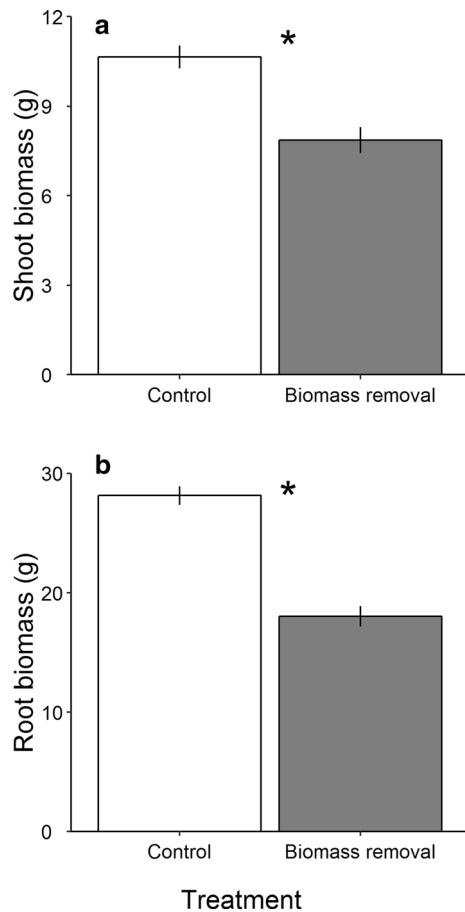 a
*
12
9
6
3
0
Shoot biomass (g)
Control Biomass removal
b
*
30
20
10
0
Root biomass (g)
Control Biomass removal
Treatment